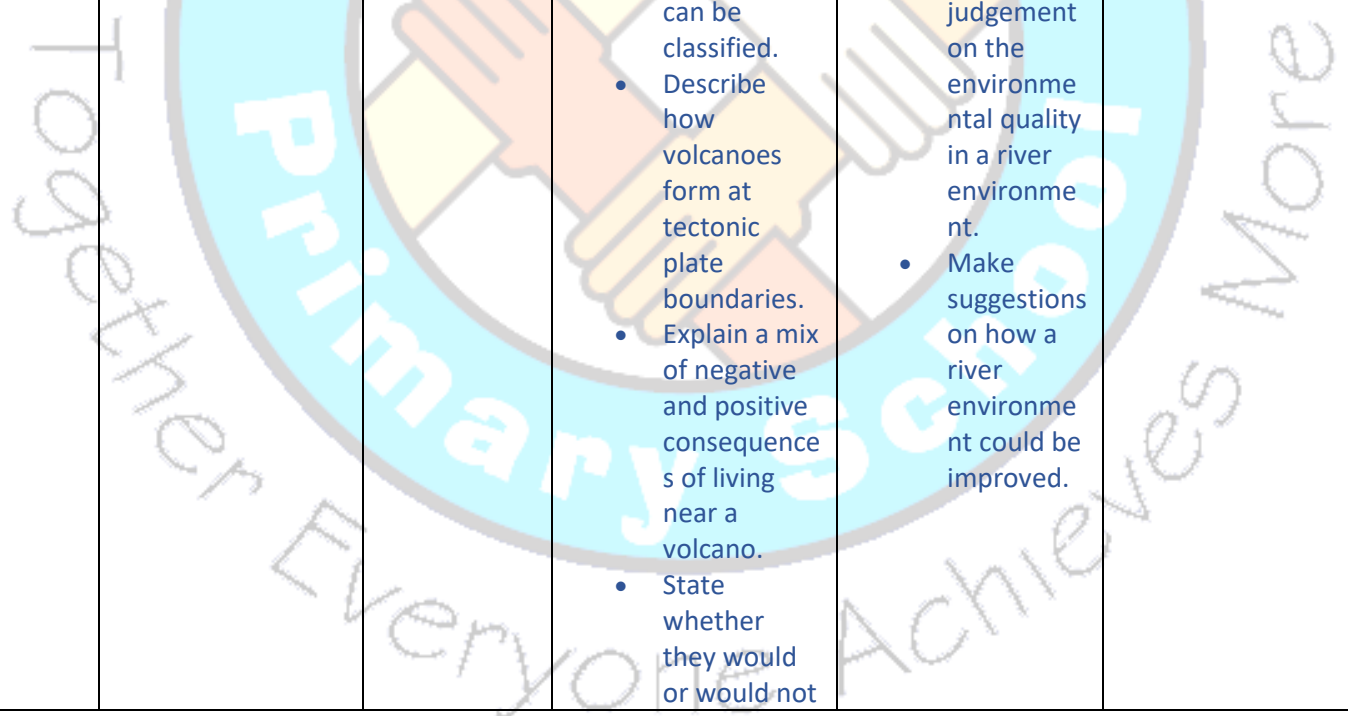 can be
classified.
• Describe
how
volcanoes
form at
tectonic
plate
boundaries.
• Explain a mix
of negative
and positive
consequence
s of living
near a
volcano.
• State
whether
they would
or would not
judgement
on the
environme
ntal quality
in a river
environme
nt.
• Make
suggestions
on how a
river
environme
nt could be
improved.
Primary School
Together Everyone Achieves More